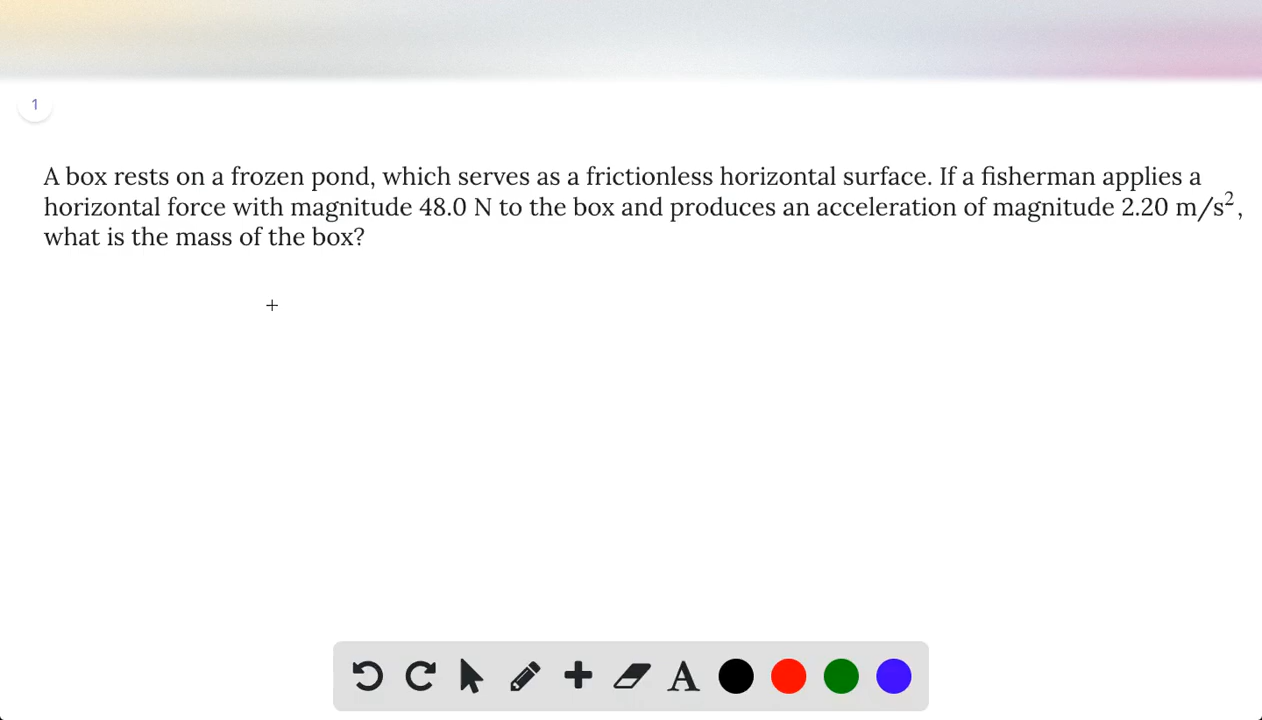 1
A box rests on a frozen pond, which serves as a frictionless horizontal surface. If a fisherman applies a
horizontal force with magnitude 48.0 N to the box and produces an acceleration of magnitude 2.20 m/s²,
what is the mass of the box?
A